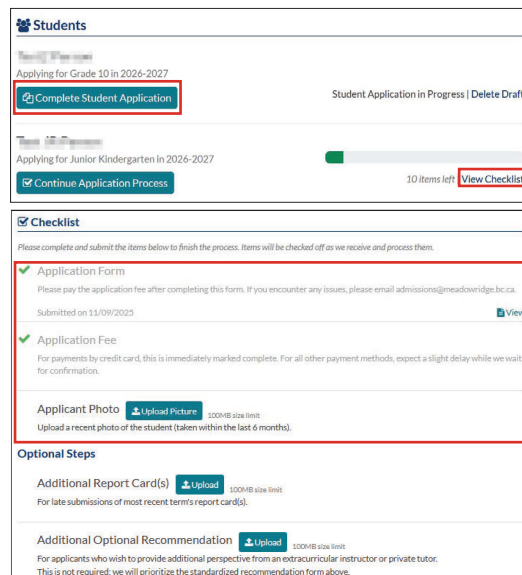 Students
Applying for Grade 10 in 2026-2027
Complete Student Application
Student Application in Progress | Delete Draft
Applying for Junior Kindergarten in 2026-2027
Continue Application Process
10 items left
View Checklist
Checklist
Please complete and submit the items below to finish the process. Items will be checked off as we receive and process them.
Application Form
Please pay the application fee after completing this form. If you encounter any issues, please email admissions@meadowridge.bc.ca.
Submitted on 11/09/2025
View
Application Fee
For payments by credit card, this is immediately marked complete. For all other payment methods, expect a slight delay while we wait
for confirmation.
Applicant Photo Upload Picture 100MB size limit
Upload a recent photo of the student (taken within the last 6 months).
Optional Steps
Additional Report Card(s) Upload 100MB size limit
For late submissions of most recent term's report card(s).
Additional Optional Recommendation Upload 100MB size limit
For applicants who wish to provide additional perspective from an extracurricular instructor or private tutor.
This is not required; we will prioritize the standardized recommendation form above.